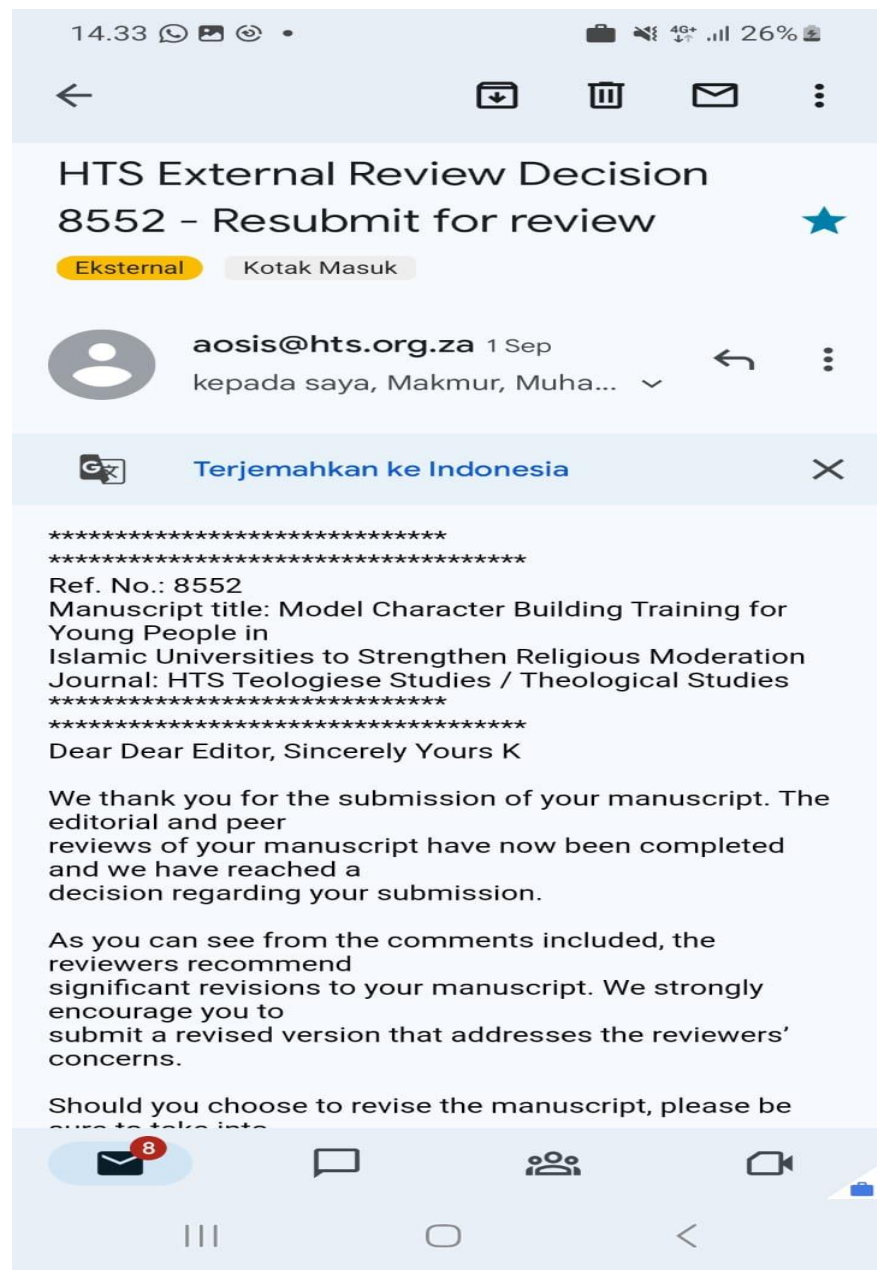 14.33
4G+ 26%
HTS External Review Decision
8552 - Resubmit for review
Eksternal Kotak Masuk
aosis@hts.org.za 1 Sep
kepada saya, Makmur, Muha...
Terjemahkan ke Indonesia
******************************
************************************
Ref. No.: 8552
Manuscript title: Model Character Building Training for
Young People in
Islamic Universities to Strengthen Religious Moderation
Journal: HTS Teologiese Studies / Theological Studies
******************************
************************************
Dear Dear Editor, Sincerely Yours K
We thank you for the submission of your manuscript. The
editorial and peer
reviews of your manuscript have now been completed
and we have reached a
decision regarding your submission.
As you can see from the comments included, the
reviewers recommend
significant revisions to your manuscript. We strongly
encourage you to
submit a revised version that addresses the reviewers’
concerns.
Should you choose to revise the manuscript, please be
sure to take into
8